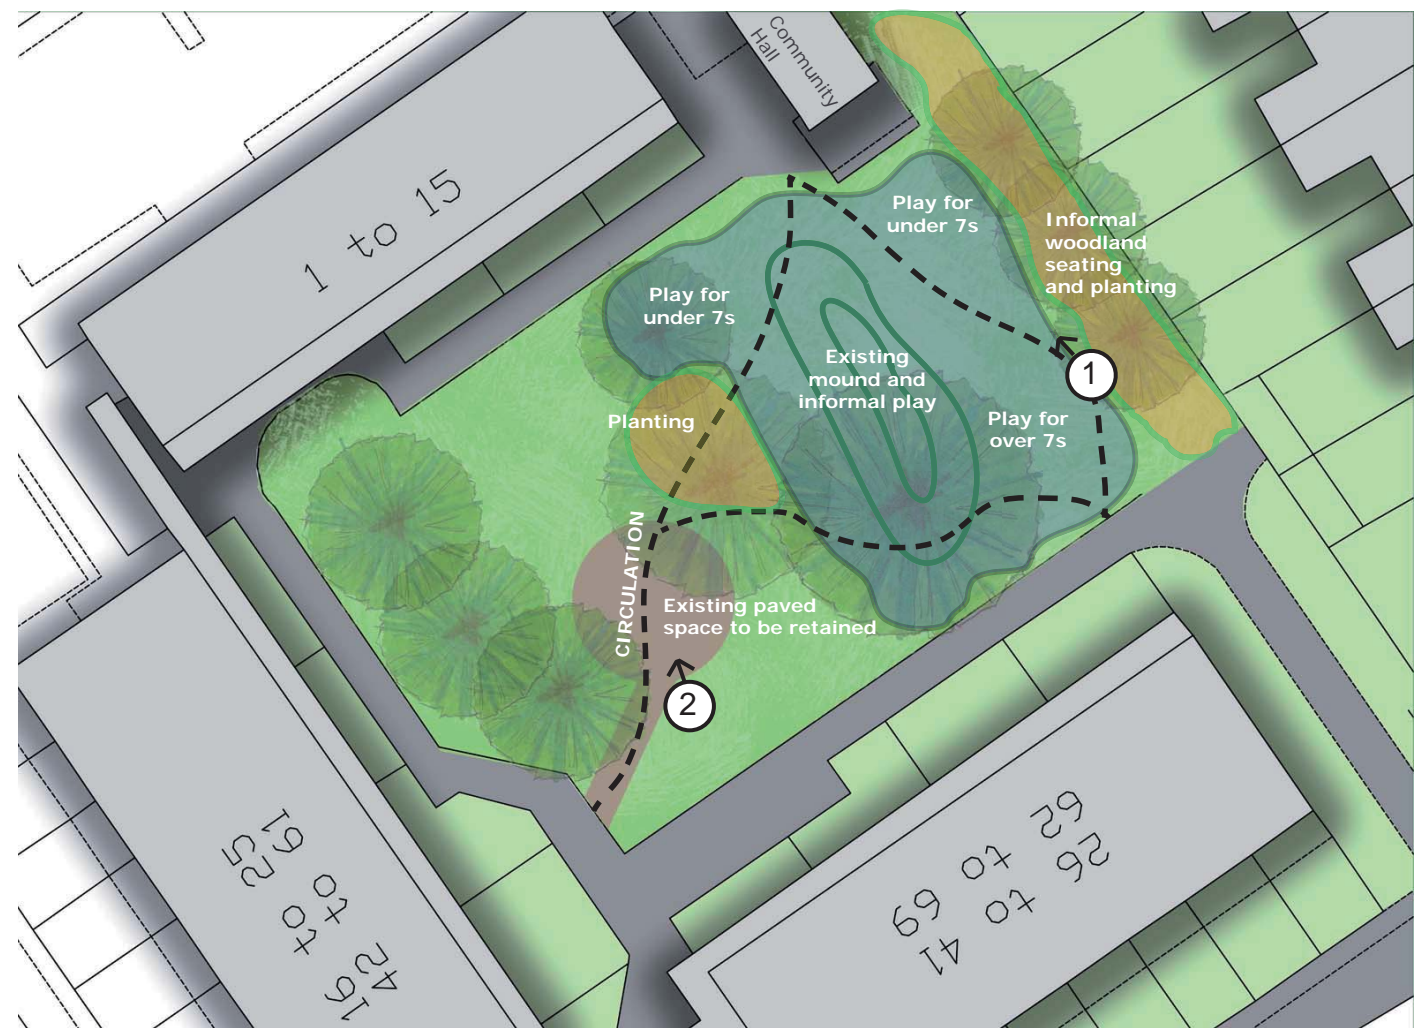 Community
Hall
1 to 15
Play for
under 7s
Informal
woodland
seating
and planting
Play for
under 7s
Existing
mound and
informal play
1
Play for
over 7s
Planting
CIRCULATION
Existing paved
space to be retained
2
16 to 25
42 to 61
62 to 69
26 to 41